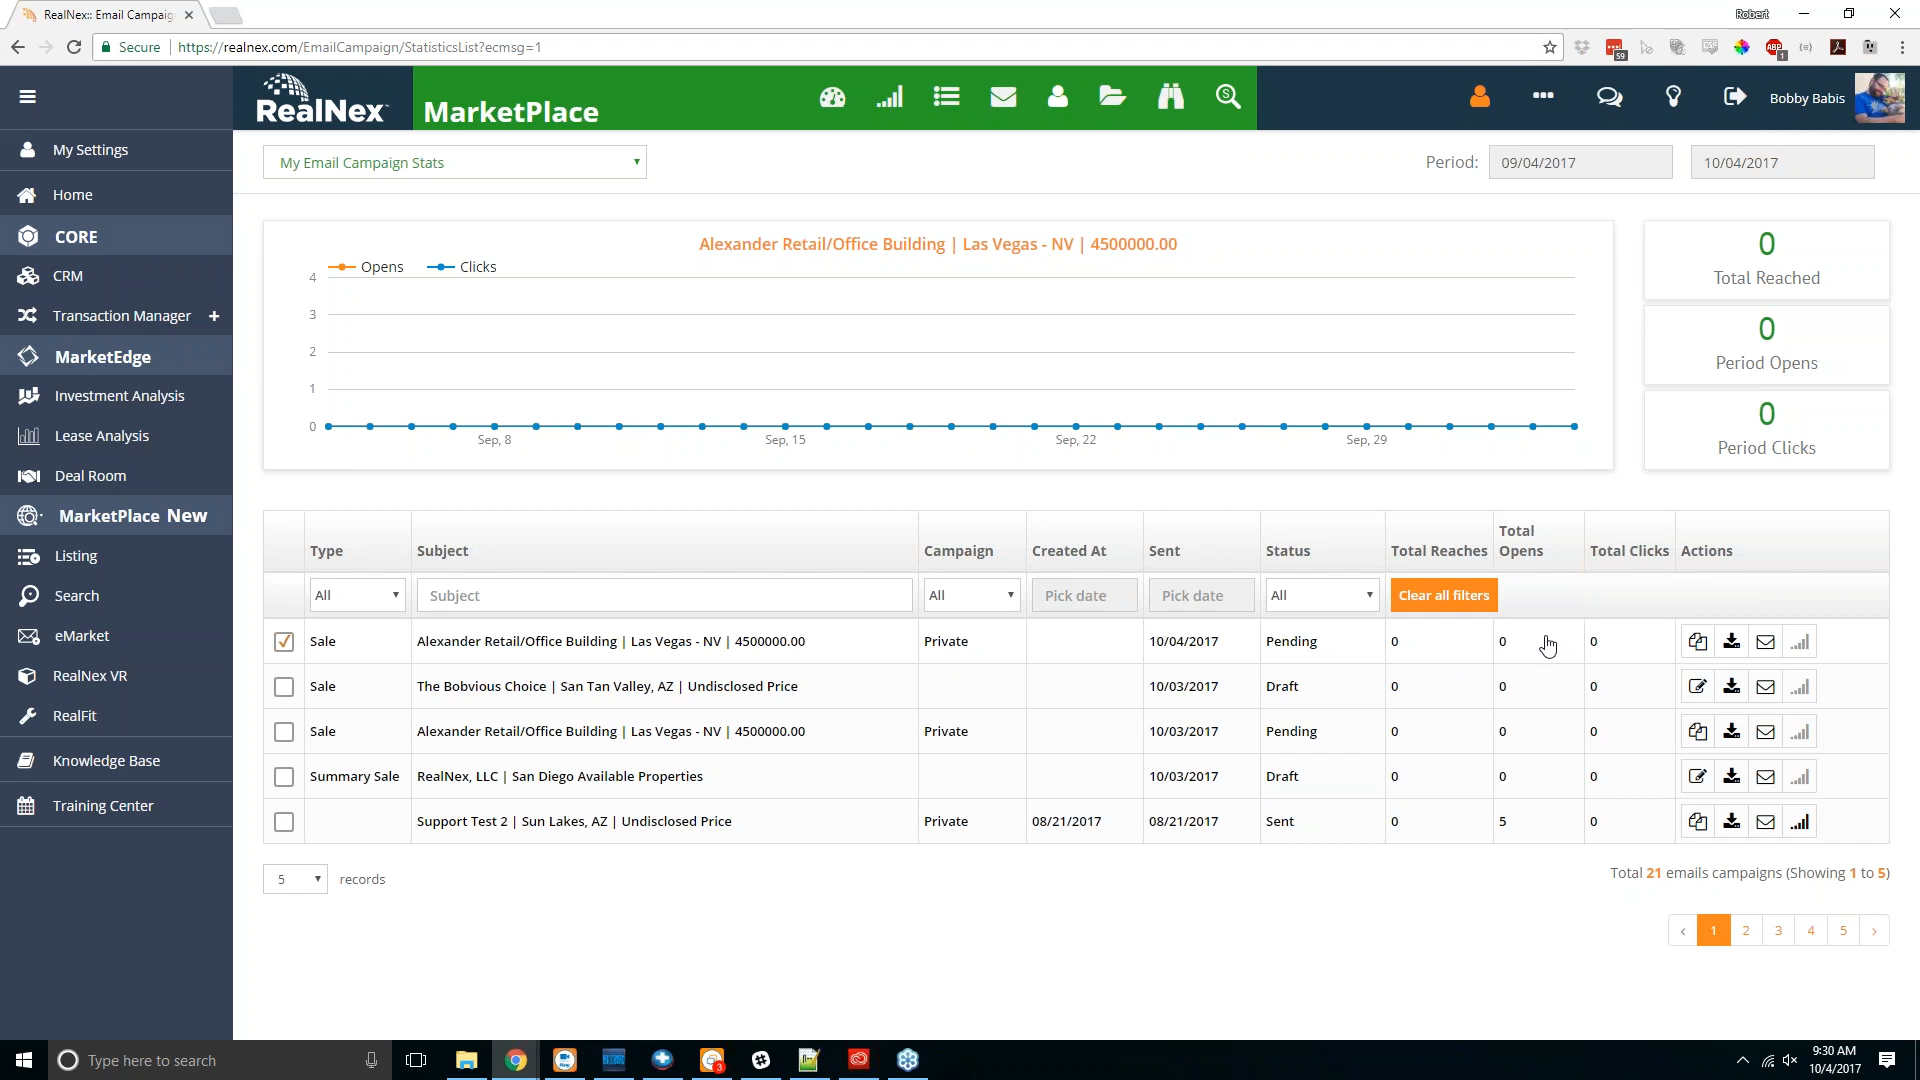 RealNex:: Email Campaig
Robert
Secure
https://realnex.com/EmailCampaign/StatisticsList?ecmsg=1
59
ABP
1
RealNex
MarketPlace
Bobby Babis
My Settings
Home
CORE
CRM
Transaction Manager +
MarketEdge
Investment Analysis
Lease Analysis
Deal Room
MarketPlace New
Listing
Search
eMarket
RealNex VR
RealFit
Knowledge Base
Training Center
My Email Campaign Stats
Period: 09/04/2017 10/04/2017
Alexander Retail/Office Building | Las Vegas - NV | 4500000.00
Opens Clicks
4
3
2
1
0
Sep, 8 Sep, 15 Sep, 22 Sep, 29
0
Total Reached
0
Period Opens
0
Period Clicks
Type Subject Campaign Created At Sent Status Total Reaches Total Opens Total Clicks Actions
All Subject All Pick date Pick date All Clear all filters
Sale Alexander Retail/Office Building | Las Vegas - NV | 4500000.00 Private 10/04/2017 Pending 0 0 0
Sale The Bobvious Choice | San Tan Valley, AZ | Undisclosed Price 10/03/2017 Draft 0 0 0
Sale Alexander Retail/Office Building | Las Vegas - NV | 4500000.00 Private 10/03/2017 Pending 0 0 0
Summary Sale RealNex, LLC | San Diego Available Properties 10/03/2017 Draft 0 0 0
Support Test 2 | Sun Lakes, AZ | Undisclosed Price Private 08/21/2017 08/21/2017 Sent 0 5 0
5 records
Total 21 emails campaigns (Showing 1 to 5)
‹ 1 2 3 4 5 ›
Type here to search
3
9:30 AM
10/4/2017